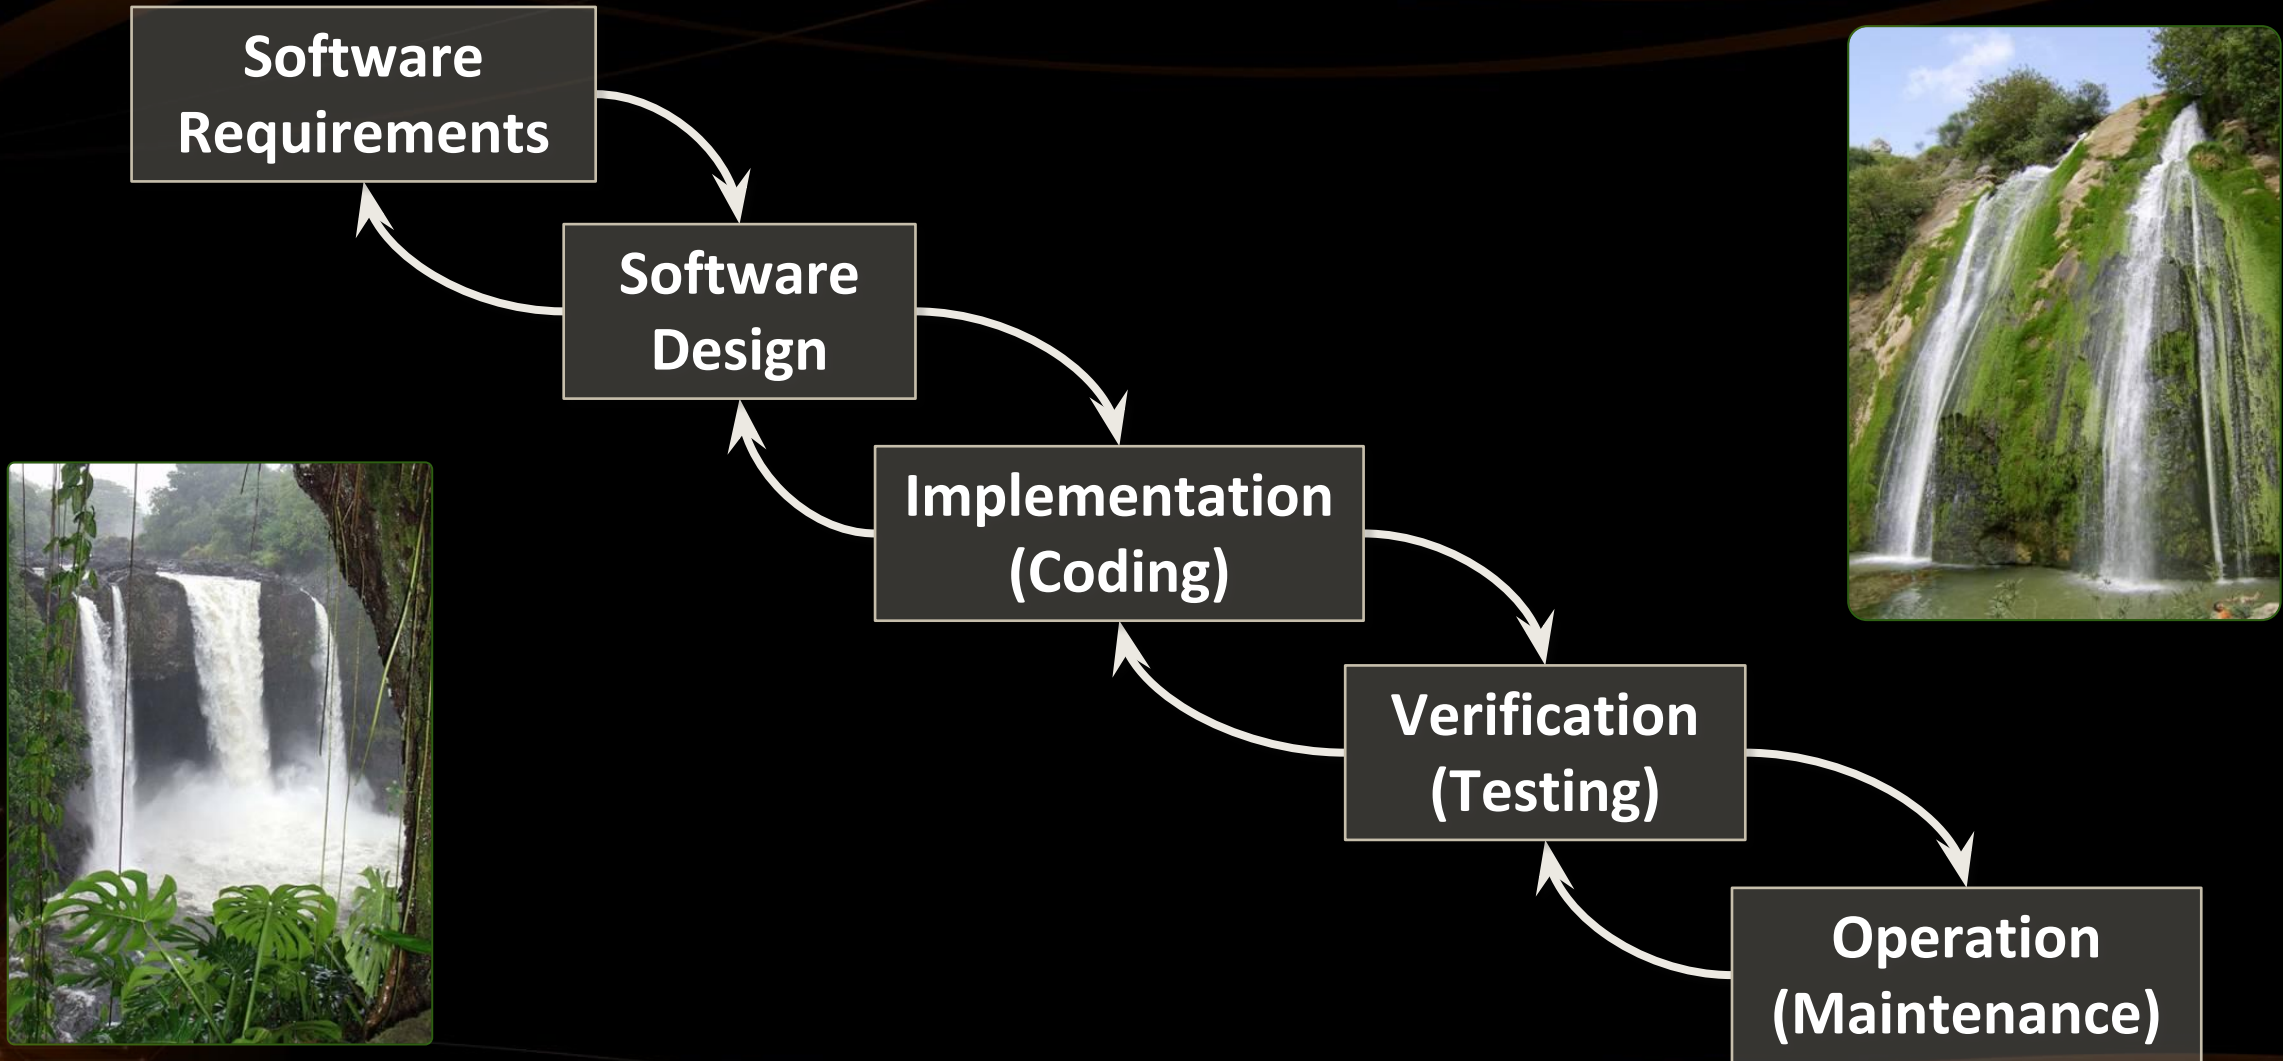 Software
Requirements
Software
Design
Implementation
(Coding)
Verification
(Testing)
Operation
(Maintenance)